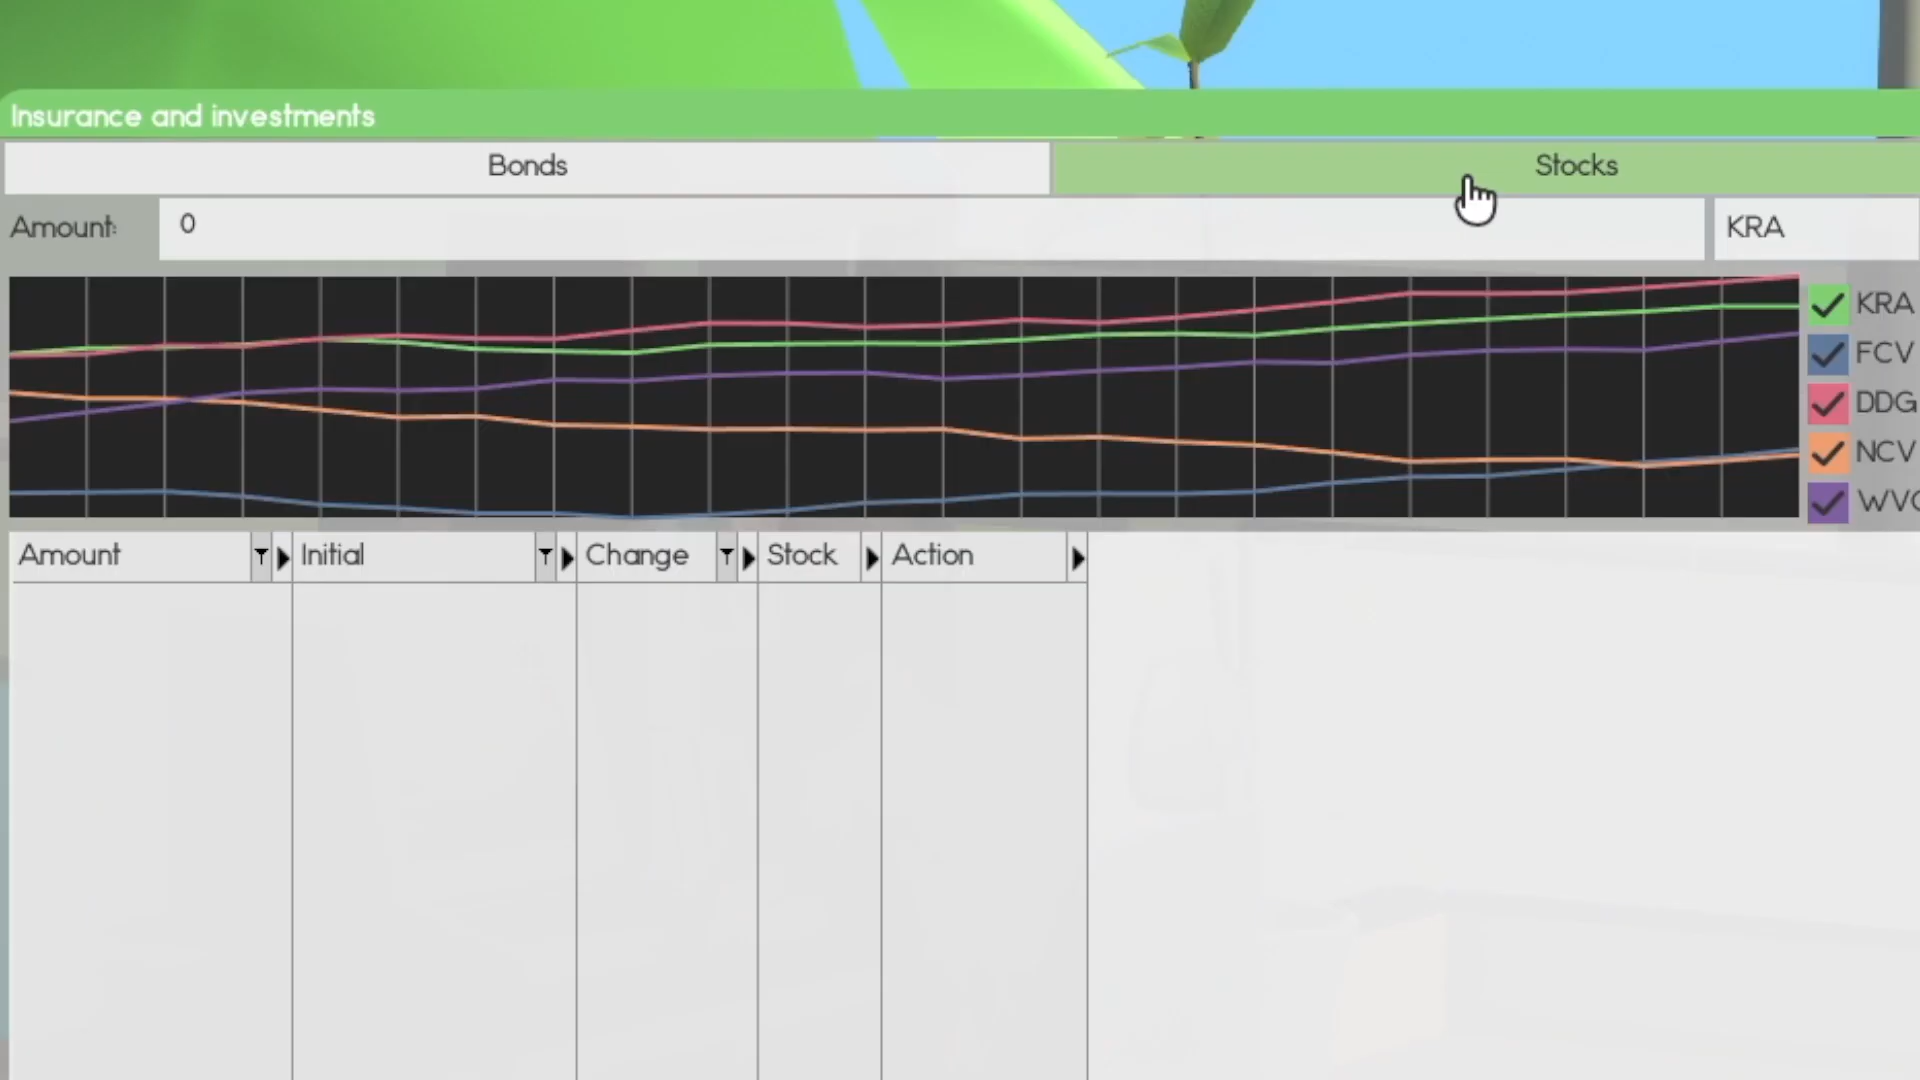 Insurance and investments
Bonds
Stocks
Amount:
0
KRA
KRA
FCV
DDG
NCV
Amount
Initial
Change
Stock
Action